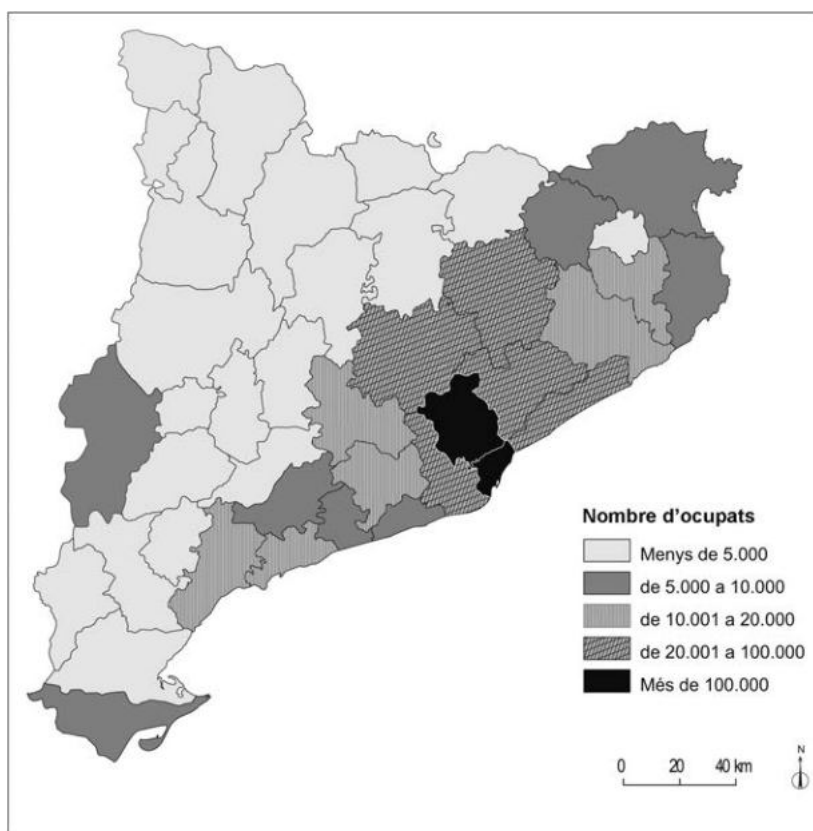 Nombre d'ocupats
Menys de 5.000
de 5.000 a 10.000
de 10.001 a 20.000
de 20.001 a 100.000
Més de 100.000
N
0 20 40 km